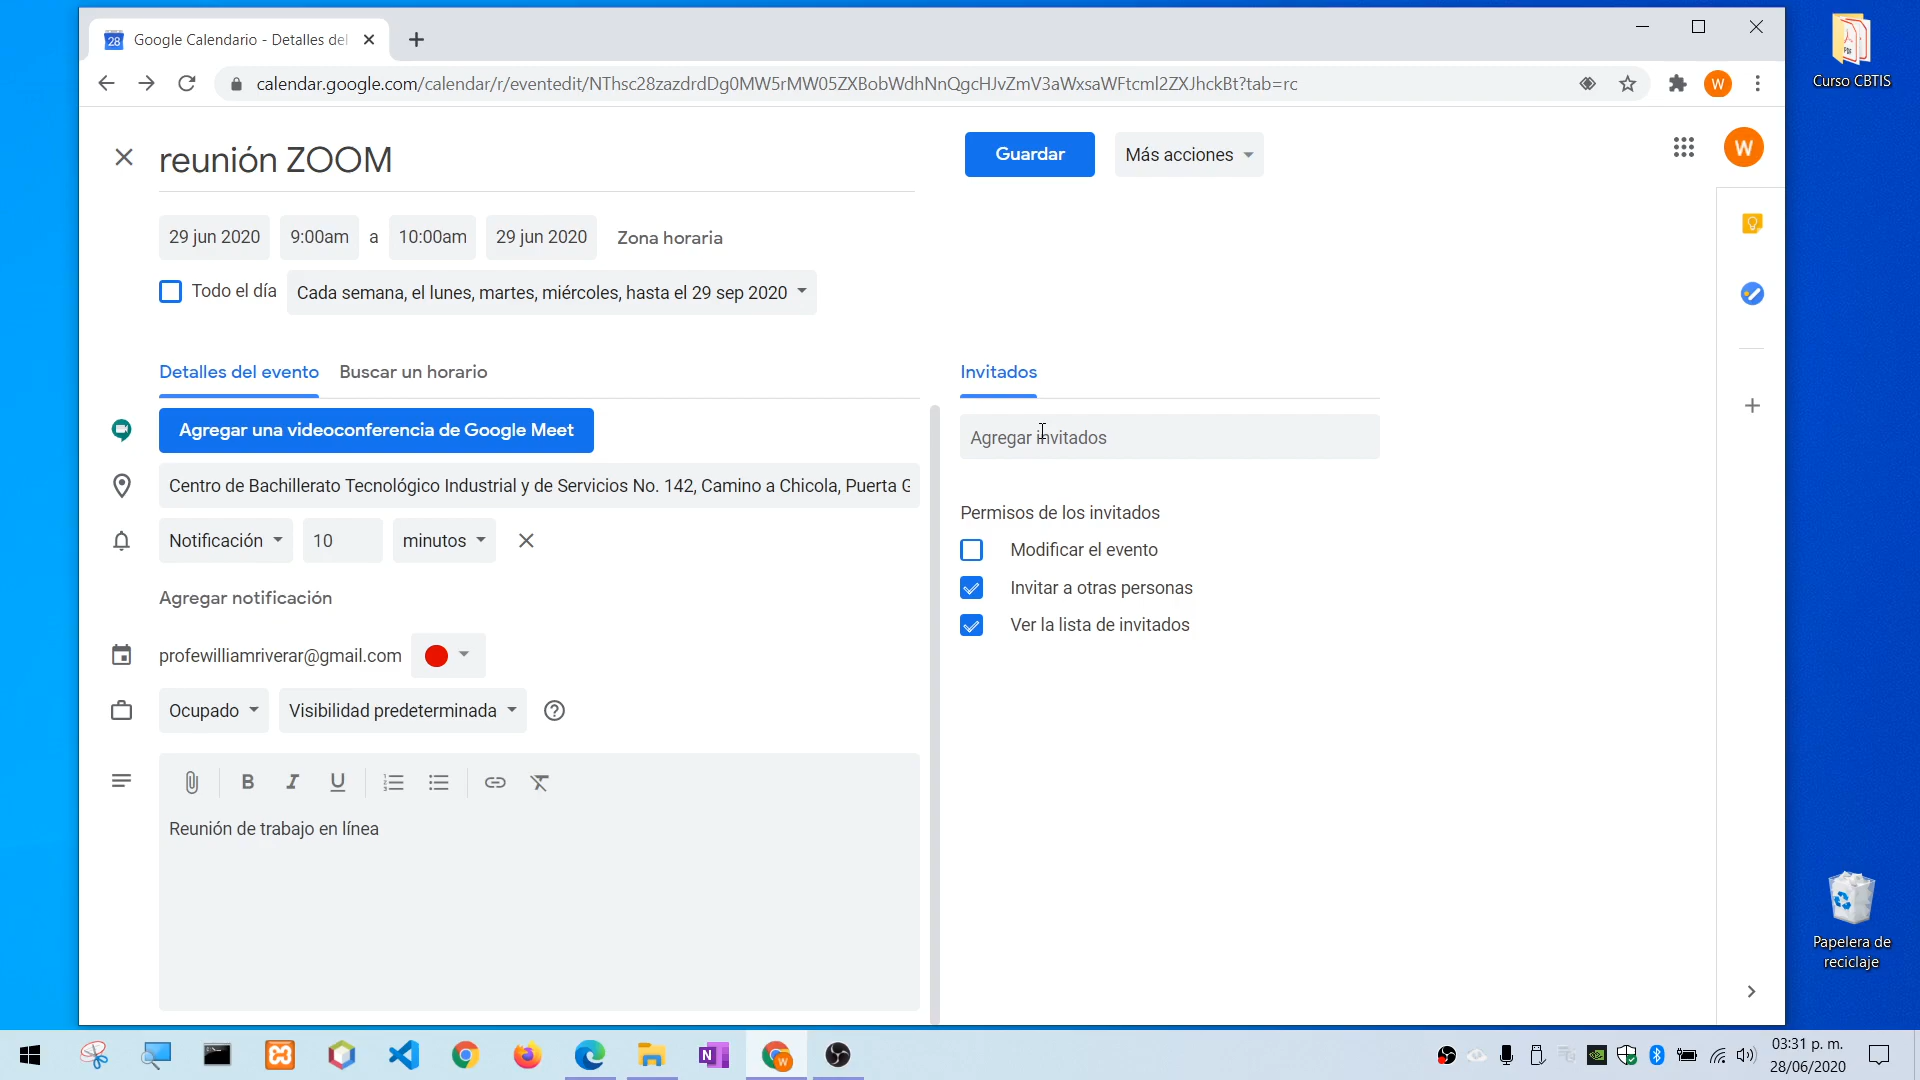 Google Calendario - Detalles del
calendar.google.com/calendar/r/eventedit/NThsc28zazdrdDg0MW5rMW05ZXBobWdhNnQgcHJvZmV3aWxsaWFtcml2ZXJhckBt?tab=rc
W
Curso CBTIS
reunión ZOOM
Guardar
Más acciones
W
29 jun 2020 9:00am a 10:00am 29 jun 2020 Zona horaria
Todo el día Cada semana, el lunes, martes, miércoles, hasta el 29 sep 2020
Detalles del evento Buscar un horario
Agregar una videoconferencia de Google Meet
Centro de Bachillerato Tecnológico Industrial y de Servicios No. 142, Camino a Chicola, Puerta G
Notificación 10 minutos
Agregar notificación
profewilliamriverar@gmail.com
Ocupado Visibilidad predeterminada
B I U
Reunión de trabajo en línea
Invitados
Agregar invitados
Permisos de los invitados
Modificar el evento
Invitar a otras personas
Ver la lista de invitados
Papelera de
reciclaje
03:31 p. m.
28/06/2020